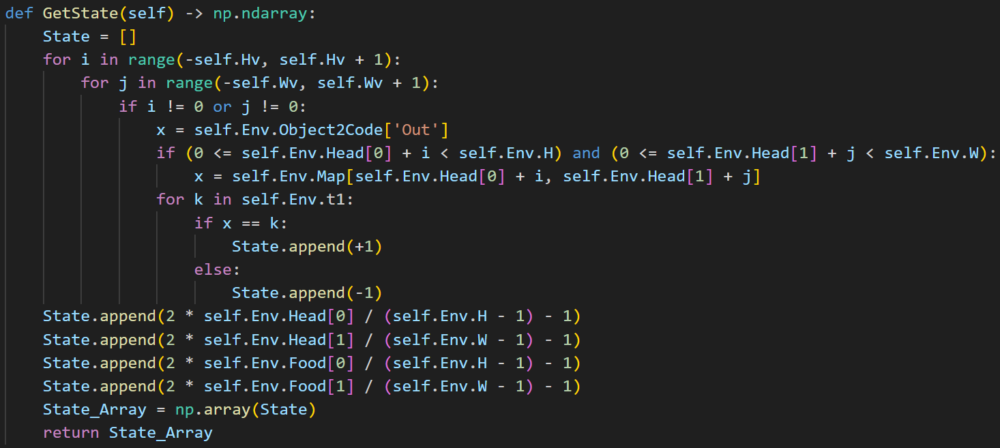 def GetState(self) -> np.ndarray:
    State = []
    for i in range(-self.Hv, self.Hv + 1):
        for j in range(-self.Wv, self.Wv + 1):
            if i != 0 or j != 0:
                x = self.Env.Object2Code['Out']
                if (0 <= self.Env.Head[0] + i < self.Env.H) and (0 <= self.Env.Head[1] + j < self.Env.W):
                    x = self.Env.Map[self.Env.Head[0] + i, self.Env.Head[1] + j]
                for k in self.Env.t1:
                    if x == k:
                        State.append(+1)
                    else:
                        State.append(-1)
    State.append(2 * self.Env.Head[0] / (self.Env.H - 1) - 1)
    State.append(2 * self.Env.Head[1] / (self.Env.W - 1) - 1)
    State.append(2 * self.Env.Food[0] / (self.Env.H - 1) - 1)
    State.append(2 * self.Env.Food[1] / (self.Env.W - 1) - 1)
    State_Array = np.array(State)
    return State_Array